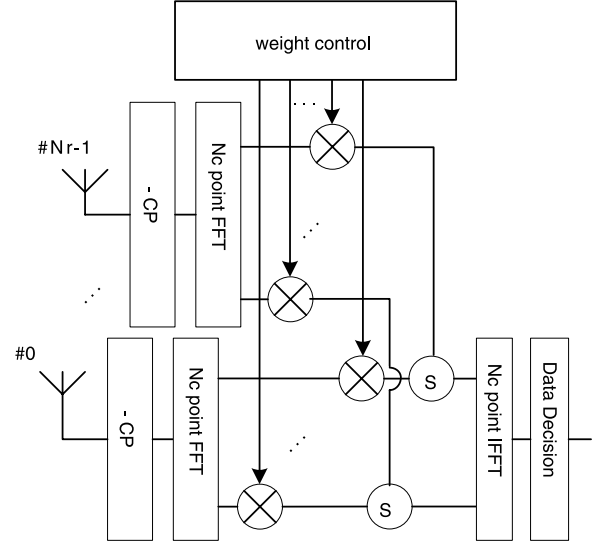 weight control
#Nr-1
- CP
Nc point FFT
#0
- CP
Nc point FFT
S
S
Nc point IFFT
Data Decision